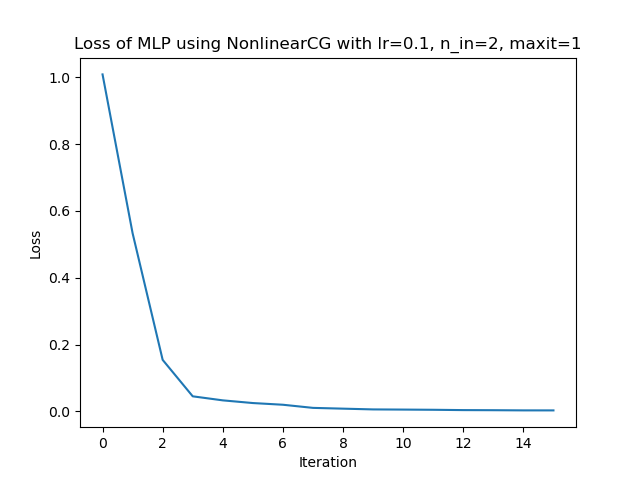 Loss of MLP using NonlinearCG with lr=0.1, n_in=2, maxit=1
1.0
0.8
0.6
0.4
0.2
0.0
Loss
0 2 4 6 8 10 12 14
Iteration